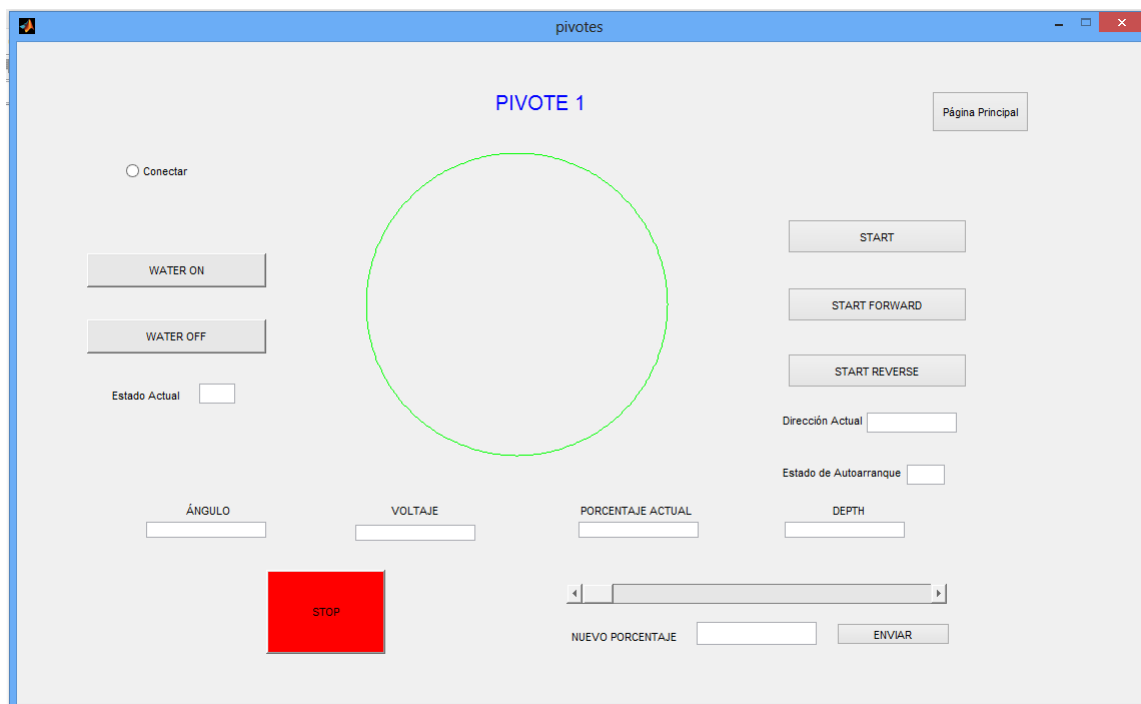 pivotes
PIVOTE 1
Página Principal
Conectar
START
WATER ON
START FORWARD
WATER OFF
START REVERSE
Estado Actual
Dirección Actual
Estado de Autoarranque
ÁNGULO
VOLTAJE
PORCENTAJE ACTUAL
DEPTH
STOP
NUEVO PORCENTAJE
ENVIAR